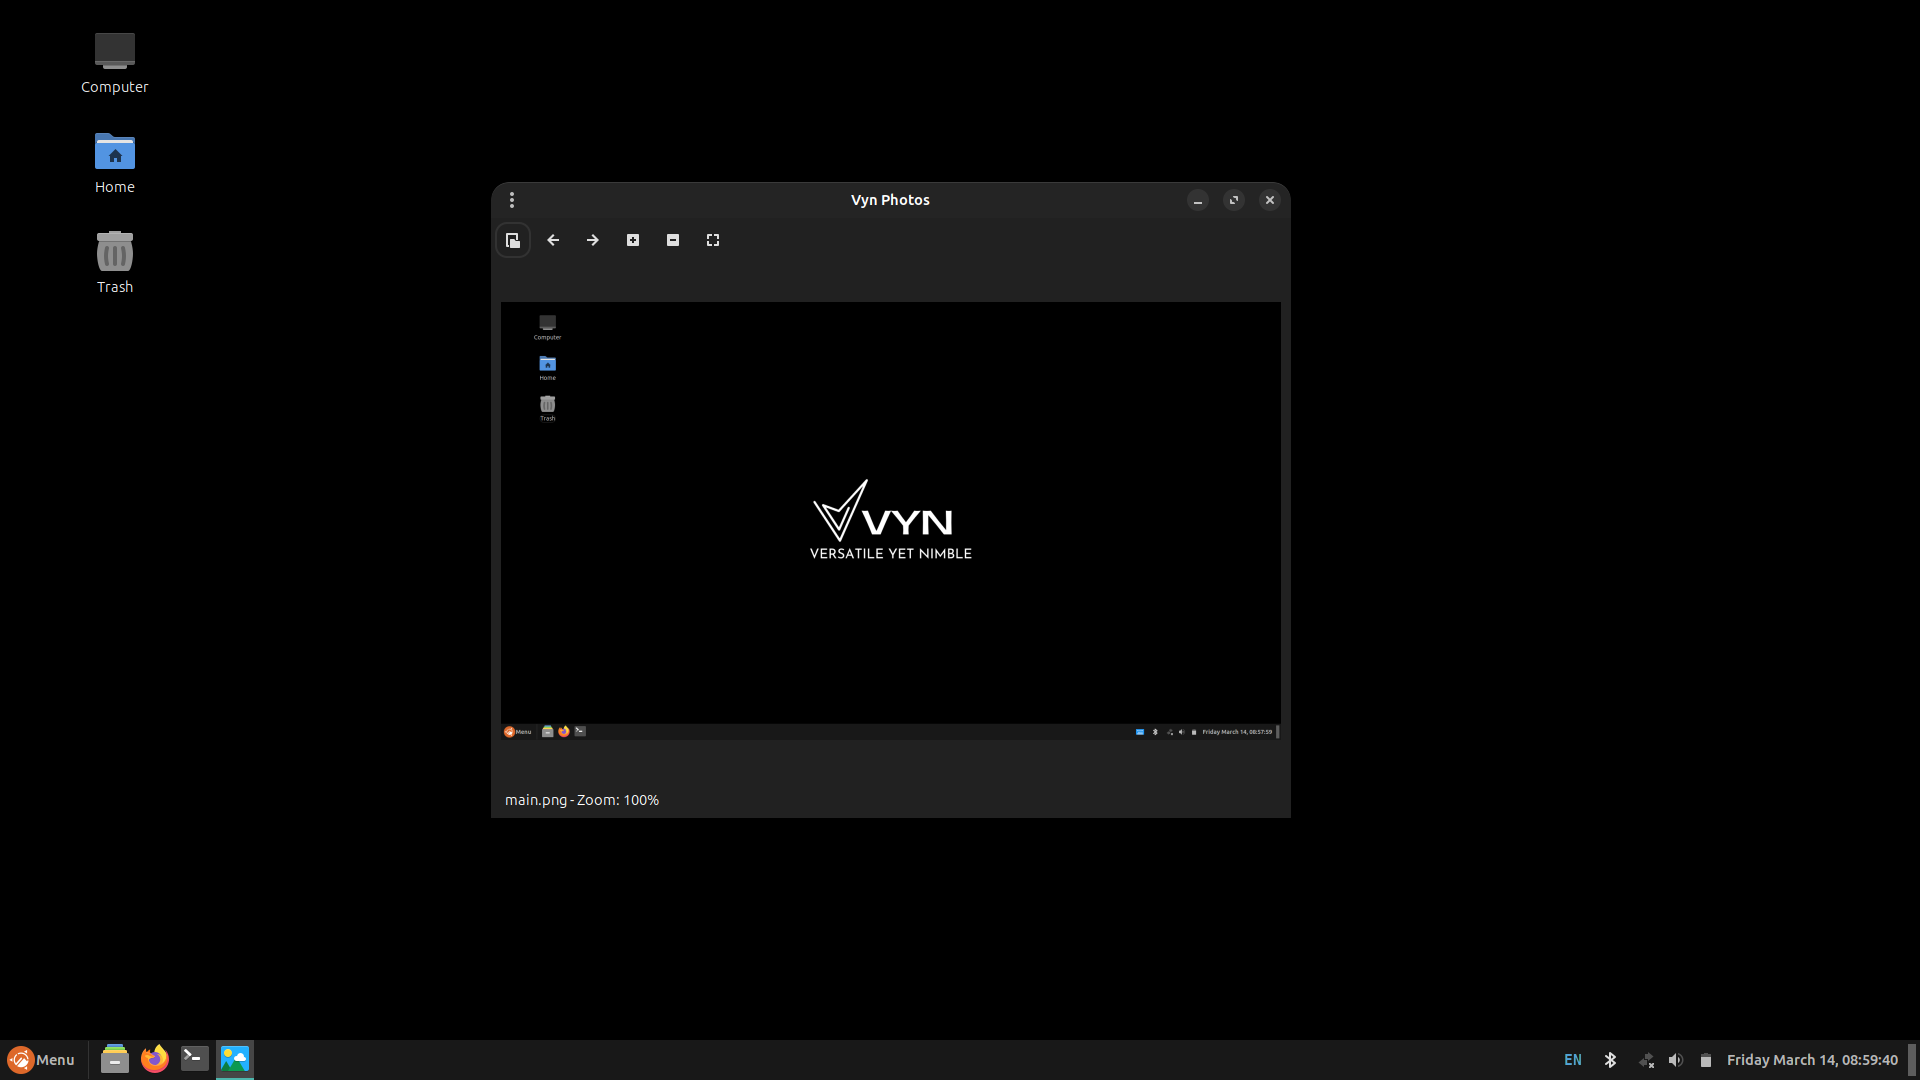 Computer
Home
Trash
Vyn Photos
Computer
Home
Trash
VYN
VERSATILE YET NIMBLE
Menu
Friday March 14, 08:57:59
main.png - Zoom: 100%
Menu
EN
Friday March 14, 08:59:40